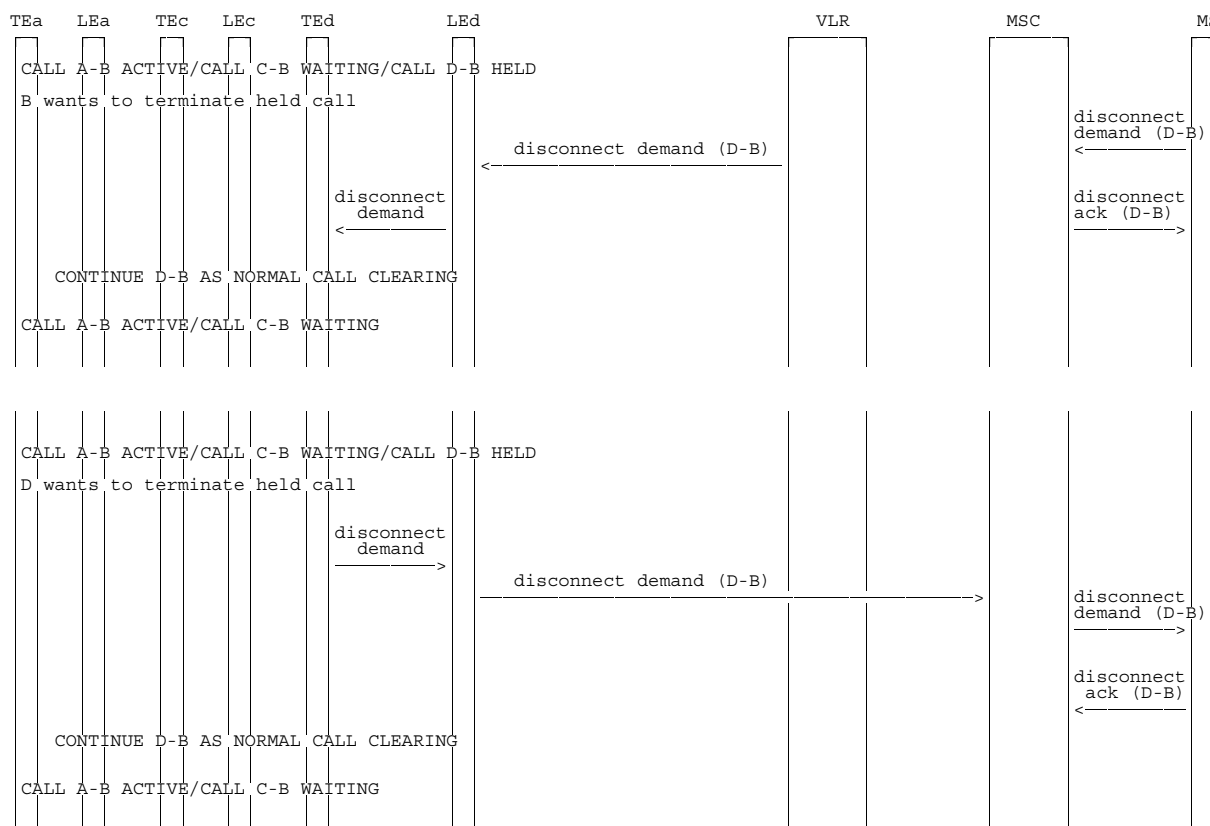 TEa LEa TEc LEc TEd LEd VLR MSC
CALL A-B ACTIVE/CALL C-B WAITING/CALL D-B HELD
B wants to terminate held call
disconnect
demand (D-B)
disconnect demand (D-B)
disconnect
demand
disconnect
ack (D-B)
CONTINUE D-B AS NORMAL CALL CLEARING
CALL A-B ACTIVE/CALL C-B WAITING
CALL A-B ACTIVE/CALL C-B WAITING/CALL D-B HELD
D wants to terminate held call
disconnect
demand
disconnect demand (D-B)
disconnect
demand (D-B)
disconnect
ack (D-B)
CONTINUE D-B AS NORMAL CALL CLEARING
CALL A-B ACTIVE/CALL C-B WAITING